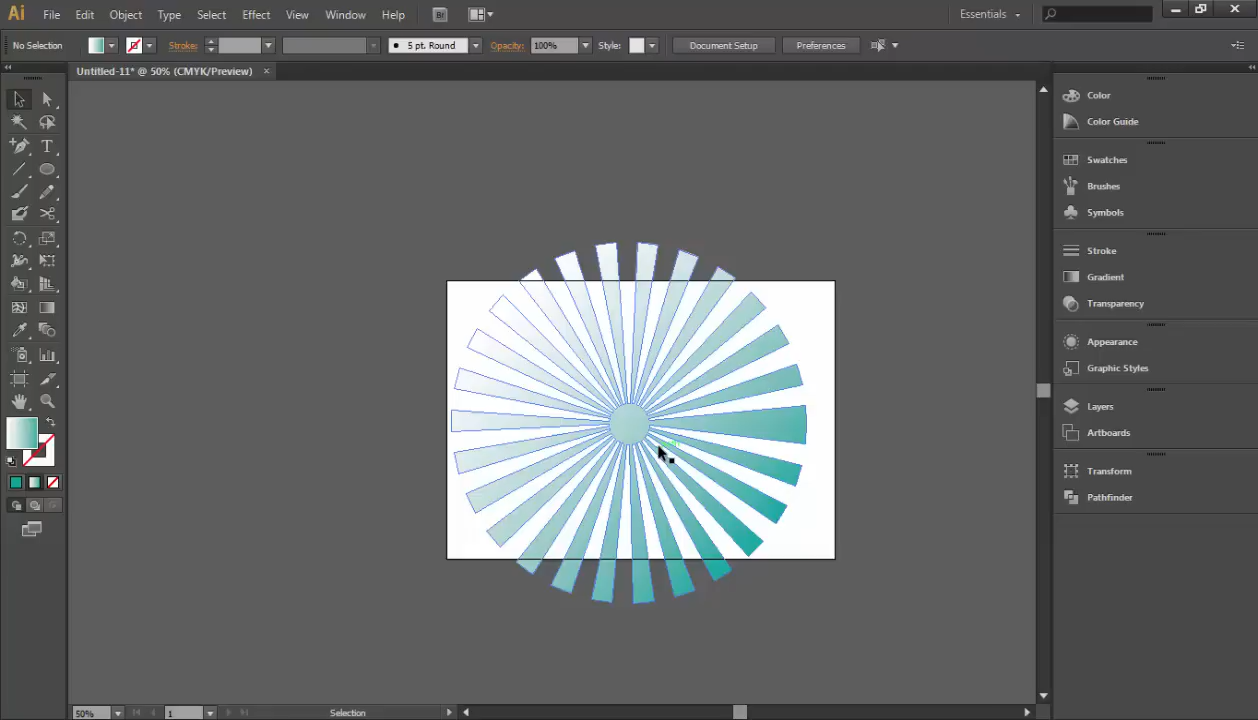 Ai File Edit Object Type Select Effect View Window Help Br Essentials
No Selection Stroke: 5 pt. Round Opacity: 100% Style: Document Setup Preferences
Untitled-11* @ 50% (CMYK/Preview) ×
Color
Color Guide
Swatches
Brushes
Symbols
Stroke
Gradient
Transparency
Appearance
Graphic Styles
Layers
Artboards
Transform
Pathfinder
50% 1 Selection